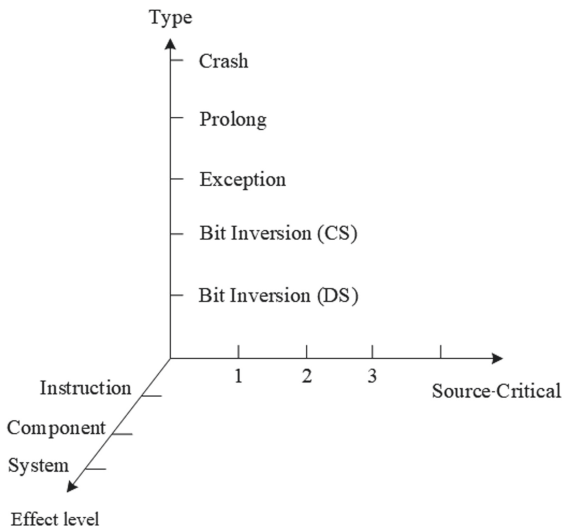 Type
Crash
Prolong
Exception
Bit Inversion (CS)
Bit Inversion (DS)
1 2 3
Source-Critical
Instruction
Component
System
Effect level